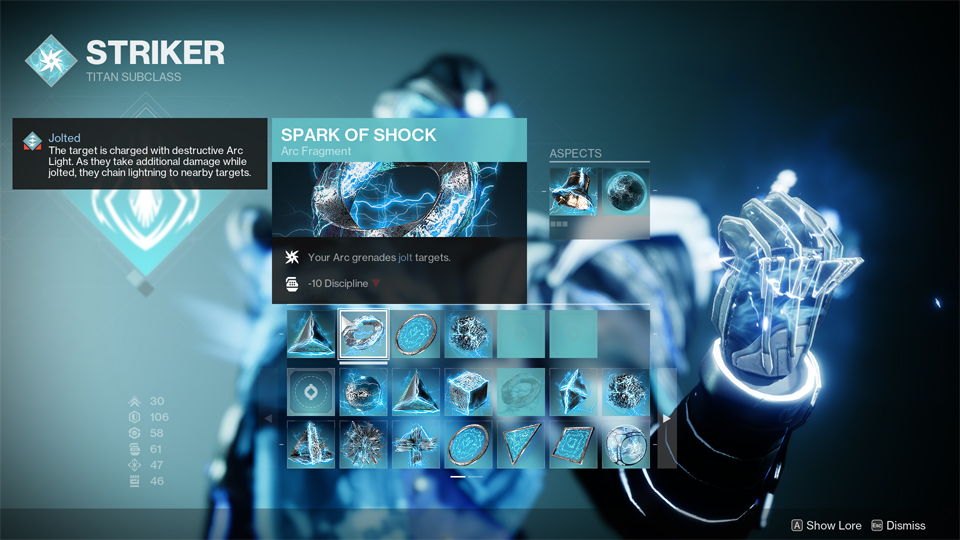 STRIKER
TITAN SUBCLASS
Jolted
The target is charged with destructive Arc
Light. As they take additional damage while
jolted, they chain lightning to nearby targets.
SPARK OF SHOCK
Arc Fragment
Your Arc grenades jolt targets.
-10 Discipline
ASPECTS
30
106
58
61
47
46
A Show Lore
Esc Dismiss